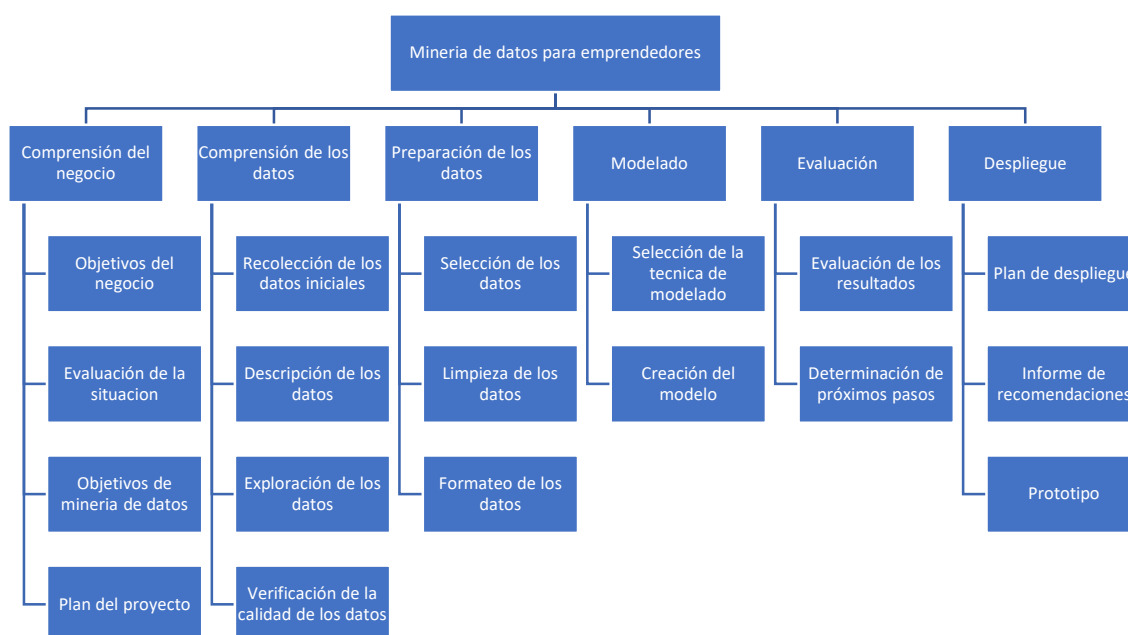 Mineria de datos para emprendedores
Comprensión del
negocio
Objetivos del
negocio
Evaluación de la
situacion
Objetivos de
mineria de datos
Plan del proyecto
Comprensión de los
datos
Recolección de los
datos iniciales
Descripción de los
datos
Exploración de los
datos
Verificación de la
calidad de los datos
Preparación de los
datos
Selección de los
datos
Limpieza de los
datos
Formateo de los
datos
Modelado
Selección de la
tecnica de
modelado
Creación del
modelo
Evaluación
Evaluación de los
resultados
Determinación de
próximos pasos
Despliegue
Plan de despliegue
Informe de
recomendaciones
Prototipo